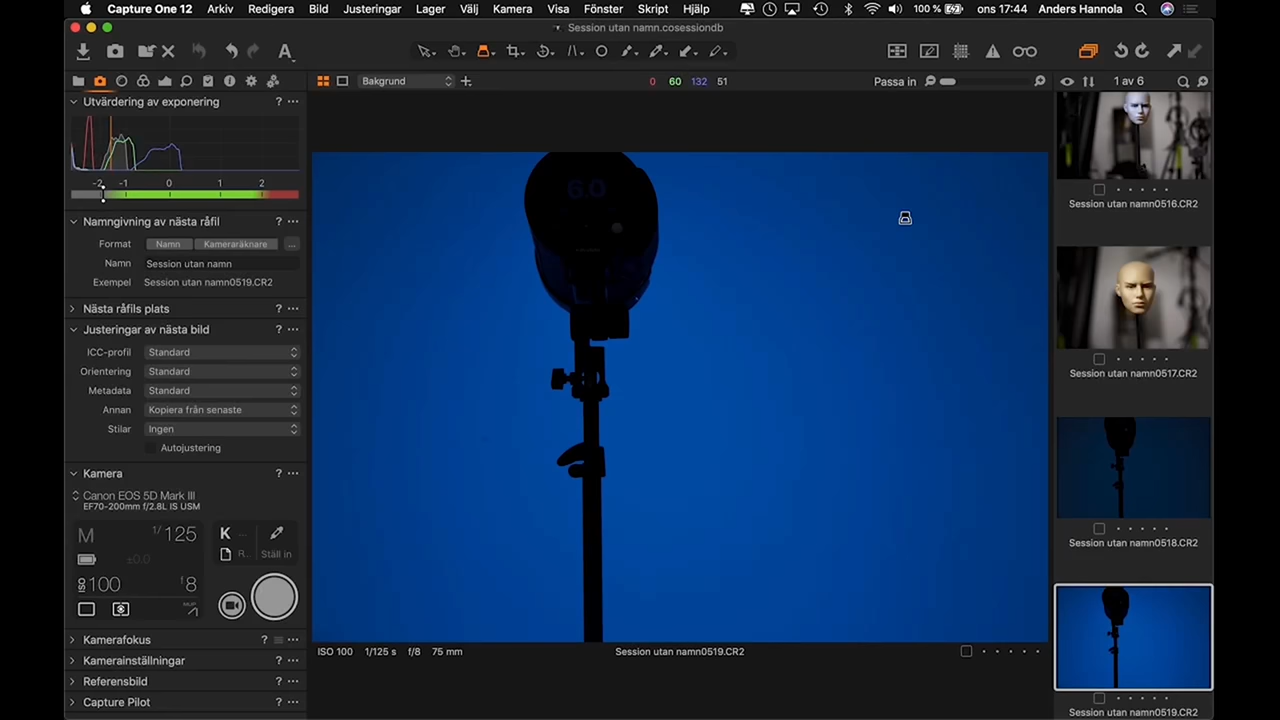 Capture One 12 Arkiv Redigera Bild Justeringar Lager Välj Kamera Visa Fönster Skript Hjälp 100 % ons 17:44 Anders Hannola
Session utan namn.cosessiondb
A
Bakgrund 0 60 132 51 Passa in 1 av 6
Utvärdering av exponering ?
-2 -1 0 1 2
Namngivning av nästa råfil ?
Format Namn Kameraräknare ...
Namn Session utan namn
Exempel Session utan namn0519.CR2
Nästa råfils plats ?
Justeringar av nästa bild ?
ICC-profil Standard
Orientering Standard
Metadata Standard
Annan Kopiera från senaste
Stilar Ingen
Autojustering
Kamera ?
Canon EOS 5D Mark III
EF70-200mm f/2.8L IS USM
M 1/125 K
±0.0 R... Ställ in
ISO 100 f8
Kamerafokus ?
Kamerainställningar ?
Referensbild ?
Capture Pilot ?
6.0
ISO 100 1/125 s f/8 75 mm Session utan namn0519.CR2
Session utan namn0516.CR2
Session utan namn0517.CR2
Session utan namn0518.CR2
Session utan namn0519.CR2